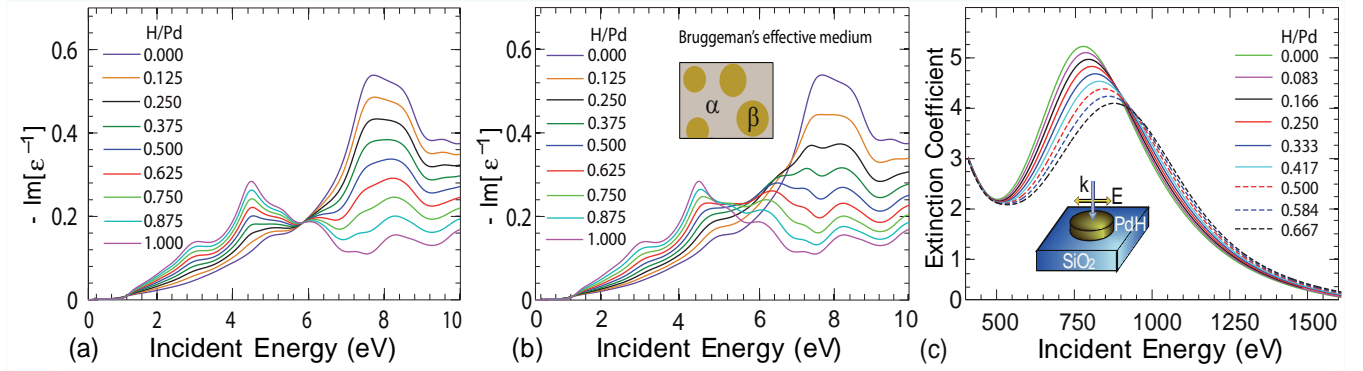 H/Pd
0.000
0.125
0.250
0.375
0.500
0.625
0.750
0.875
1.000
- Im[ε⁻¹]
0.6
0.4
0.2
0
0 2 4 6 8 10
(a) Incident Energy (eV)
Bruggeman's effective medium
H/Pd
0.000
0.125
0.250
0.375
0.500
0.625
0.750
0.875
1.000
α
β
- Im[ε⁻¹]
0.6
0.4
0.2
0
0 2 4 6 8 10
(b) Incident Energy (eV)
H/Pd
0.000
0.083
0.166
0.250
0.333
0.417
0.500
0.584
0.667
k
E
PdH
SiO₂
Extinction Coefficient
5
4
3
2
1
0
500 750 1000 1250 1500
(c) Incident Energy (eV)